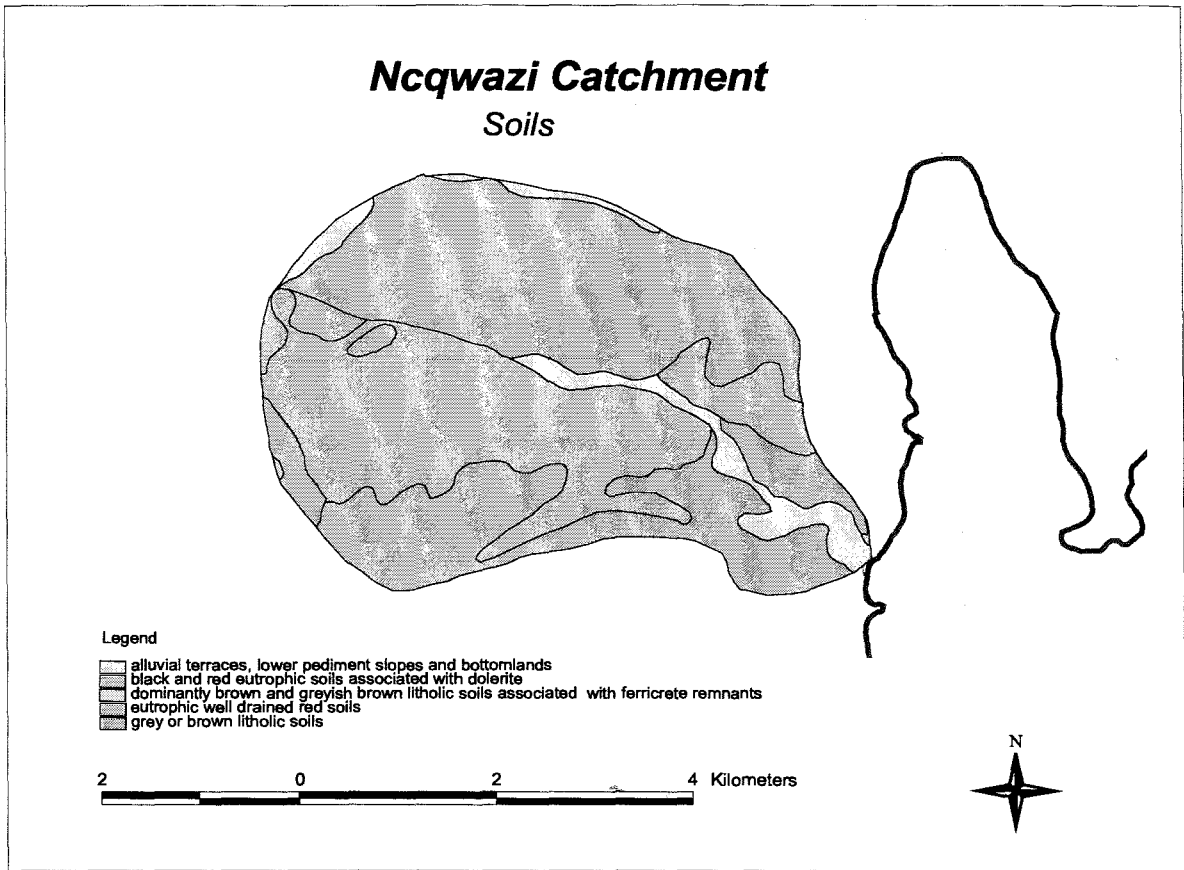 Ncqwazi Catchment
Soils
Legend
alluvial terraces, lower pediment slopes and bottomlands
black and red eutrophic soils associated with dolerite
dominantly brown and greyish brown litholic soils associated with ferricrete remnants
eutrophic well drained red soils
grey or brown litholic soils
2 0 2 4 Kilometers
N